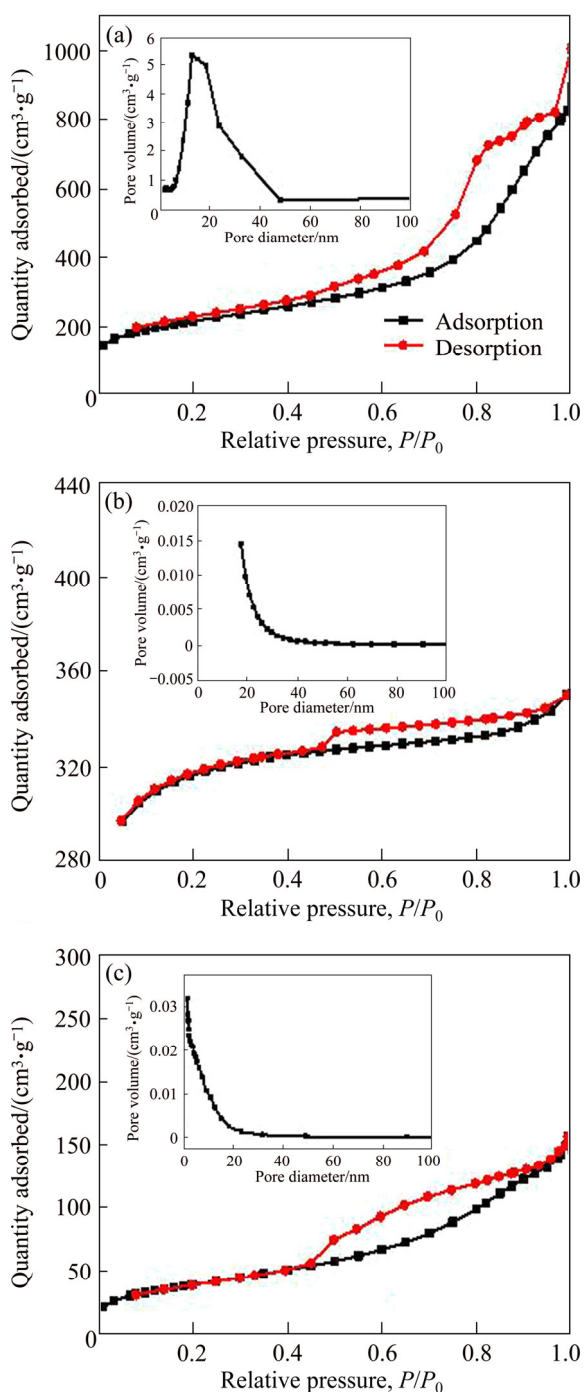 (a)
Quantity adsorbed/(cm³•g⁻¹)
1000
800
600
400
200
0
0.2 0.4 0.6 0.8 1.0
Relative pressure, P/P₀
Pore volume/(cm³•g⁻¹)
6
5
4
3
2
1
0
20 40 60 80 100
Pore diameter/nm
Adsorption
Desorption
(b)
Quantity adsorbed/(cm³•g⁻¹)
440
400
360
320
280
0 0.2 0.4 0.6 0.8 1.0
Relative pressure, P/P₀
Pore volume/(cm³•g⁻¹)
0.020
0.015
0.010
0.005
0
−0.005
0 20 40 60 80 100
Pore diameter/nm
(c)
Quantity adsorbed/(cm³•g⁻¹)
300
250
200
150
100
50
0
0.2 0.4 0.6 0.8 1.0
Relative pressure, P/P₀
Pore volume/(cm³•g⁻¹)
0.03
0.02
0.01
0
0 20 40 60 80 100
Pore diameter/nm